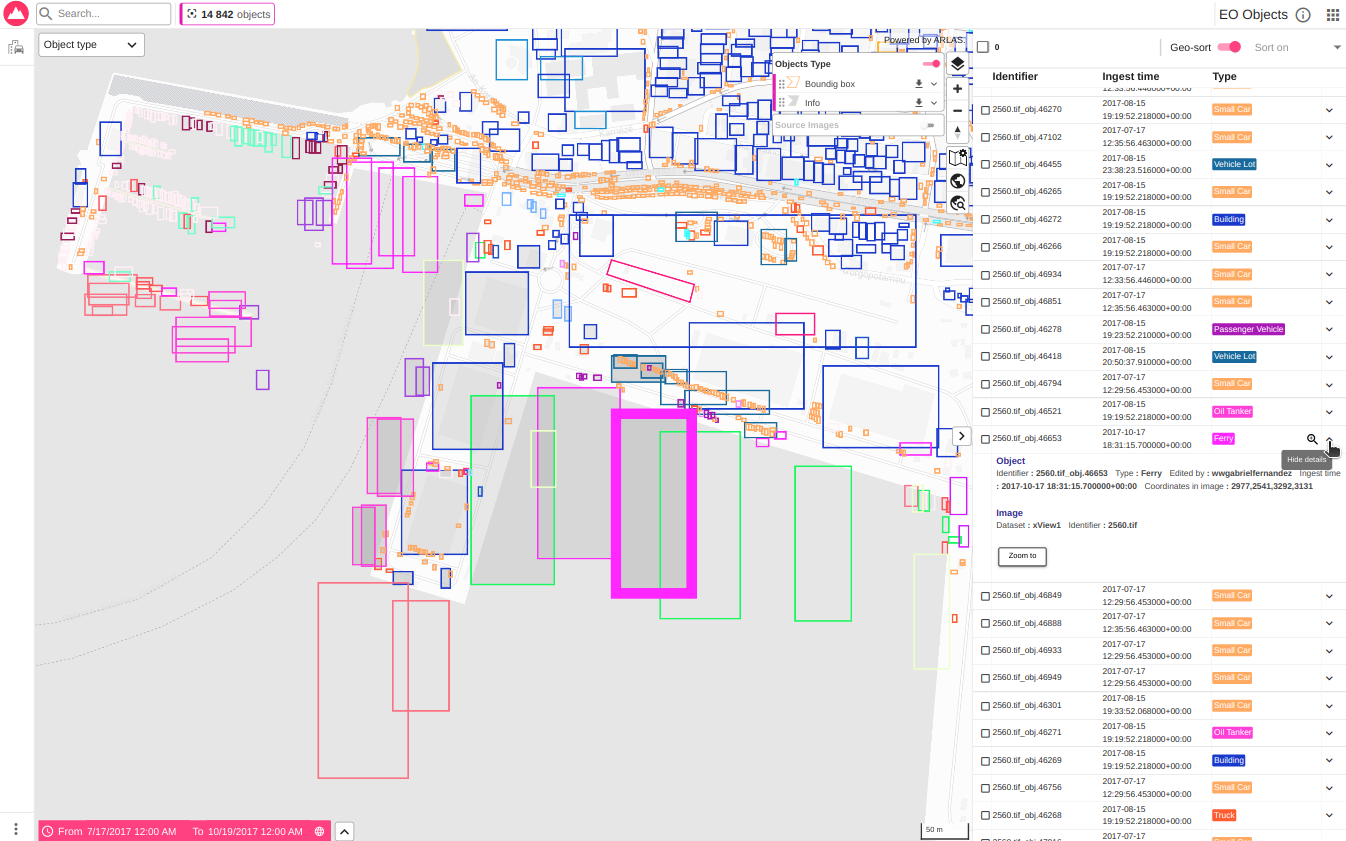 Search...
14 842 objects
EO Objects
Object type
Powered by ARLAS.
Objects Type
Boundig box
Info
Source Images
50 m
From 7/17/2017 12:00 AM To 10/19/2017 12:00 AM
0
Geo-sort
Sort on
Identifier Ingest time Type
12:33:56.446000+00:00
2560.tif_obj.46270 2017-08-15 19:19:52.218000+00:00 Small Car
2560.tif_obj.47102 2017-07-17 12:35:56.463000+00:00 Small Car
2560.tif_obj.46455 2017-08-15 23:38:23.516000+00:00 Vehicle Lot
2560.tif_obj.46265 2017-08-15 19:19:52.218000+00:00 Small Car
2560.tif_obj.46272 2017-08-15 19:19:52.218000+00:00 Building
2560.tif_obj.46266 2017-08-15 19:19:52.218000+00:00 Small Car
2560.tif_obj.46934 2017-07-17 12:33:56.446000+00:00 Small Car
2560.tif_obj.46851 2017-07-17 12:35:56.463000+00:00 Small Car
2560.tif_obj.46278 2017-08-15 19:23:52.210000+00:00 Passenger Vehicle
2560.tif_obj.46418 2017-08-15 20:50:37.910000+00:00 Vehicle Lot
2560.tif_obj.46794 2017-07-17 12:29:56.453000+00:00 Small Car
2560.tif_obj.46521 2017-08-15 19:19:52.218000+00:00 Oil Tanker
2560.tif_obj.46653 2017-10-17 18:31:15.700000+00:00 Ferry
Hide details
Object
Identifier : 2560.tif_obj.46653 Type : Ferry Edited by : wwgabrielfernandez Ingest time
: 2017-10-17 18:31:15.700000+00:00 Coordinates in image : 2977,2541,3292,3131
Image
Dataset : xView1 Identifier : 2560.tif
Zoom to
2560.tif_obj.46849 2017-07-17 12:29:56.453000+00:00 Small Car
2560.tif_obj.46888 2017-07-17 12:35:56.463000+00:00 Small Car
2560.tif_obj.46933 2017-07-17 12:29:56.453000+00:00 Small Car
2560.tif_obj.46949 2017-07-17 12:29:56.453000+00:00 Small Car
2560.tif_obj.46301 2017-08-15 19:33:52.068000+00:00 Small Car
2560.tif_obj.46271 2017-08-15 19:19:52.218000+00:00 Oil Tanker
2560.tif_obj.46269 2017-08-15 19:19:52.218000+00:00 Building
2560.tif_obj.46756 2017-07-17 12:29:56.453000+00:00 Small Car
2560.tif_obj.46268 2017-08-15 19:19:52.218000+00:00 Truck
2017-07-17